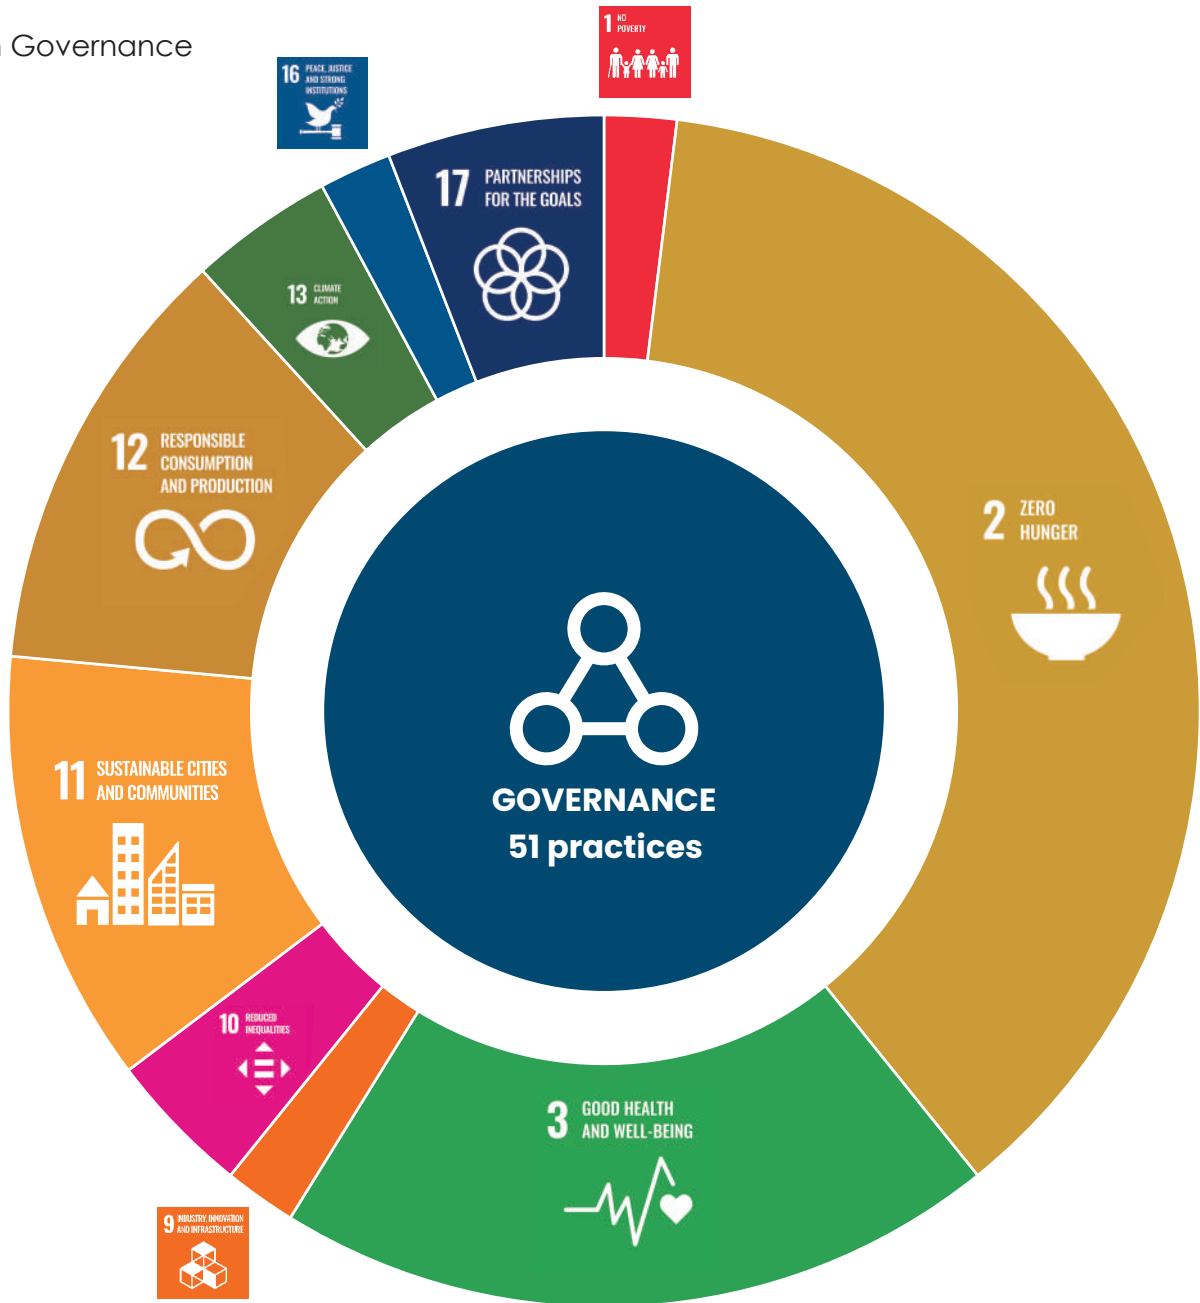 Governance
1 NO
POVERTY
16 PEACE, JUSTICE
AND STRONG
INSTITUTIONS
17 PARTNERSHIPS
FOR THE GOALS
13 CLIMATE
ACTION
12 RESPONSIBLE
CONSUMPTION
AND PRODUCTION
2 ZERO
HUNGER
11 SUSTAINABLE CITIES
AND COMMUNITIES
GOVERNANCE
51 practices
10 REDUCED
INEQUALITIES
3 GOOD HEALTH
AND WELL-BEING
9 INDUSTRY, INNOVATION
AND INFRASTRUCTURE